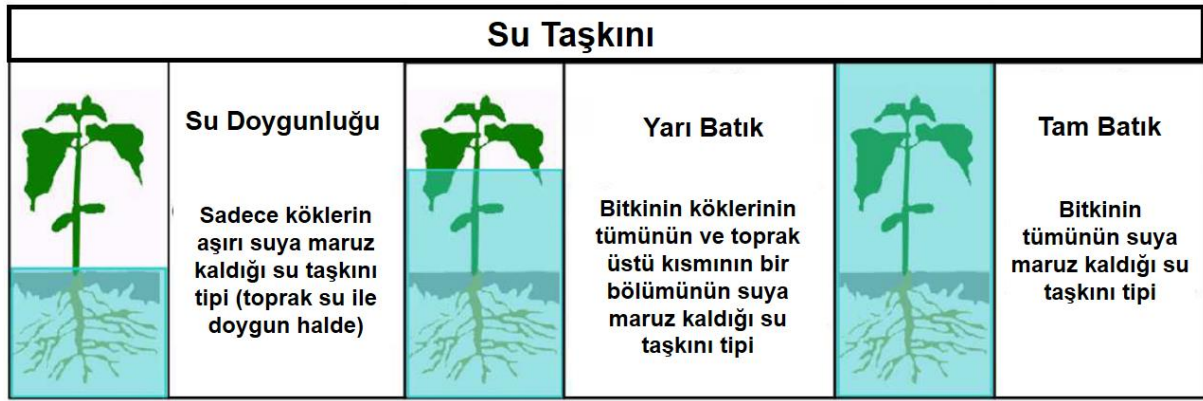 Su Taşkını
Su Doygunluğu
Sadece köklerin
aşırı suya maruz
kaldığı su taşkını
tipi (toprak su ile
doygun halde)
Yarı Batık
Bitkinin köklerinin
tümünün ve toprak
üstü kısmının bir
bölümünün suya
maruz kaldığı su
taşkını tipi
Tam Batık
Bitkinin
tümünün suya
maruz kaldığı su
taşkını tipi